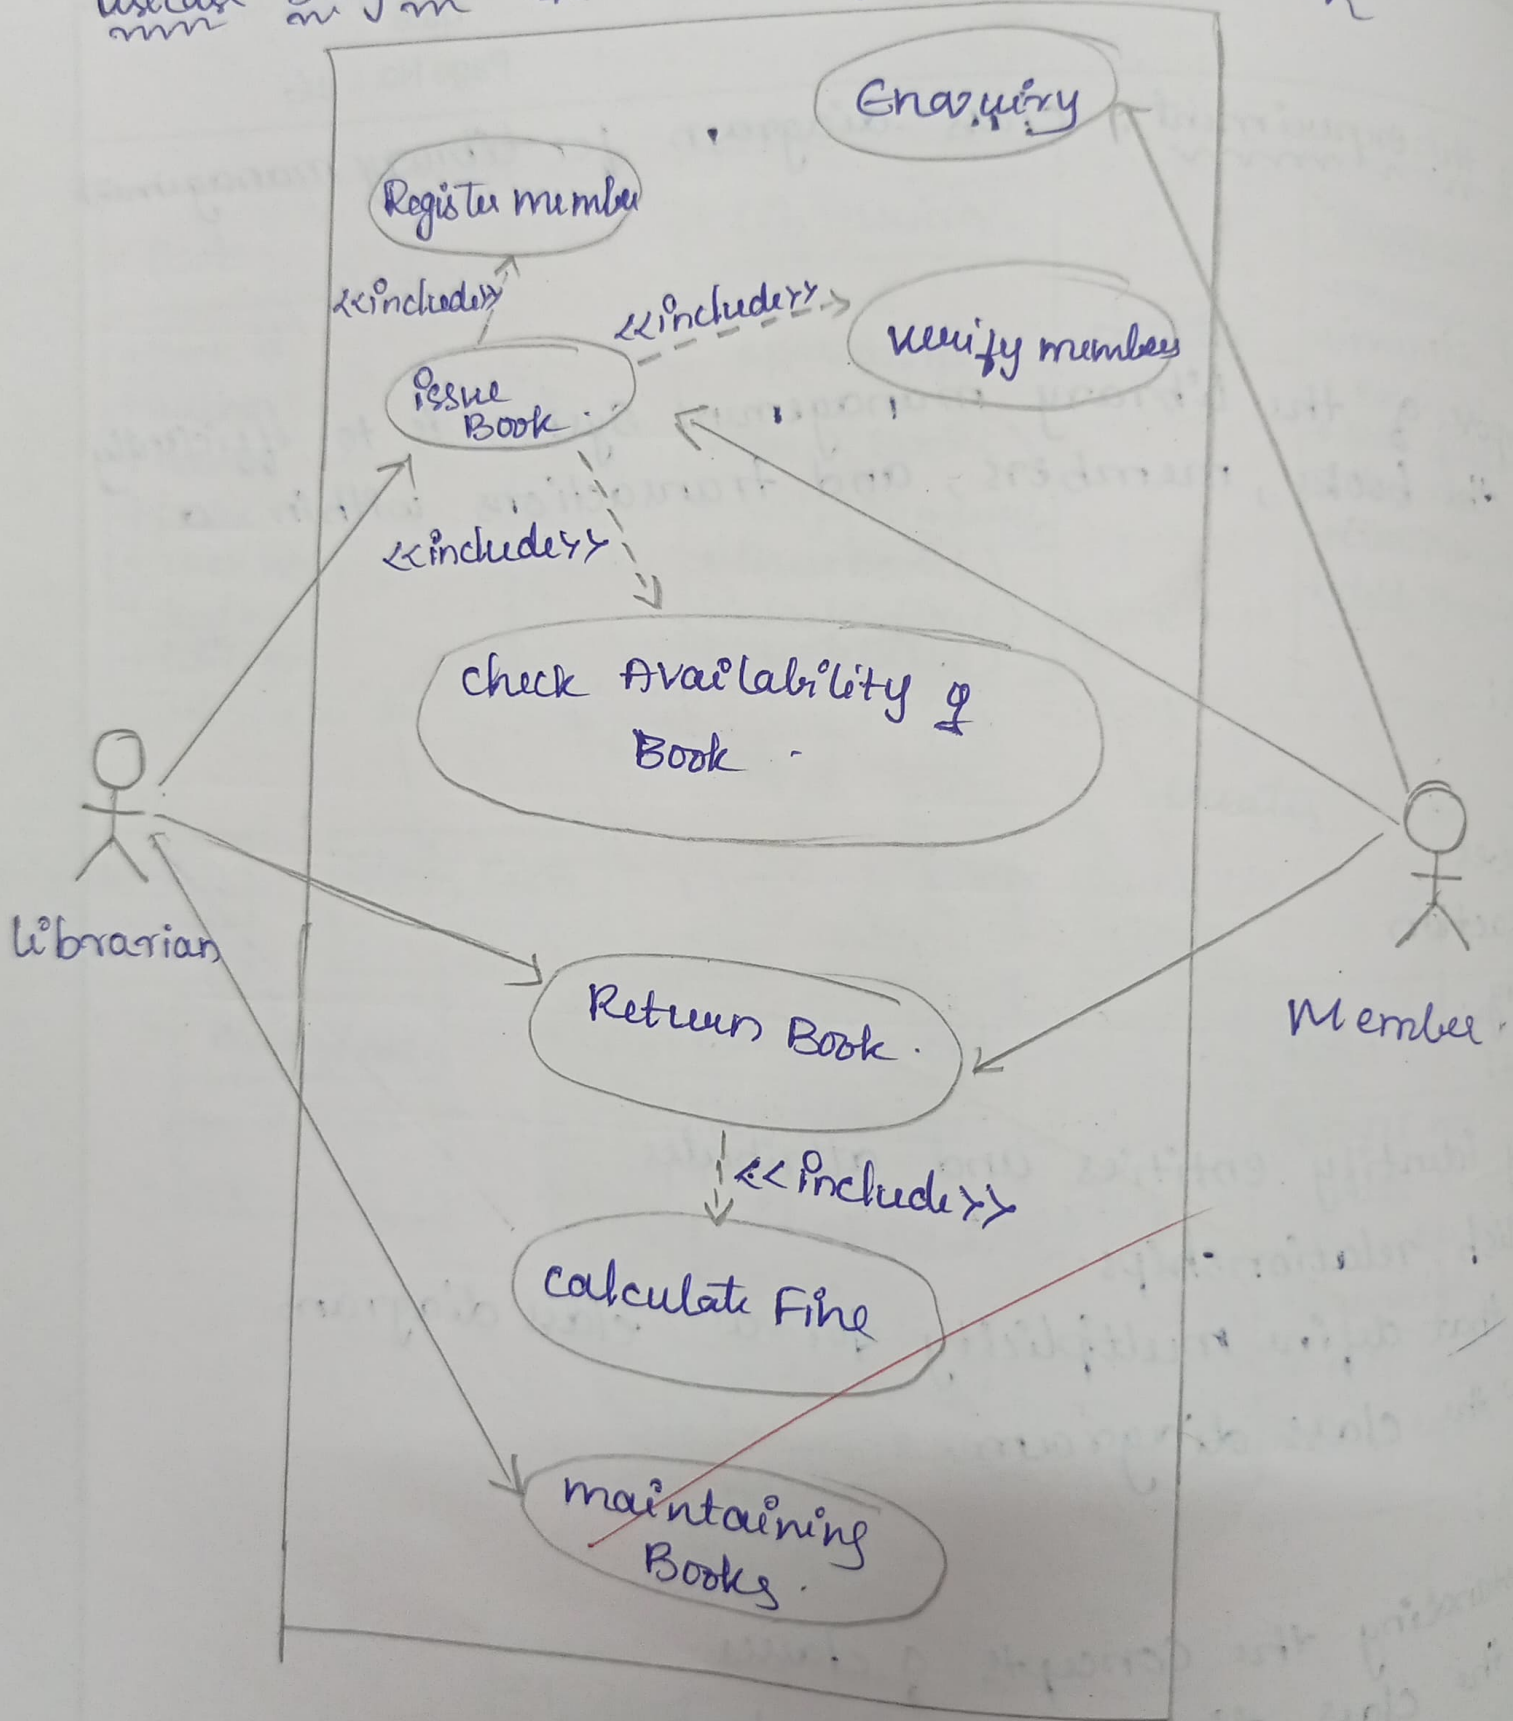 Enquiry
Register member
<<include>>
<<include>>
verify member
issue
Book.
<<include>>
check Availability of
Book.
librarian
Return Book.
Member.
<<include>>
calculate Fine
maintaining
Books.